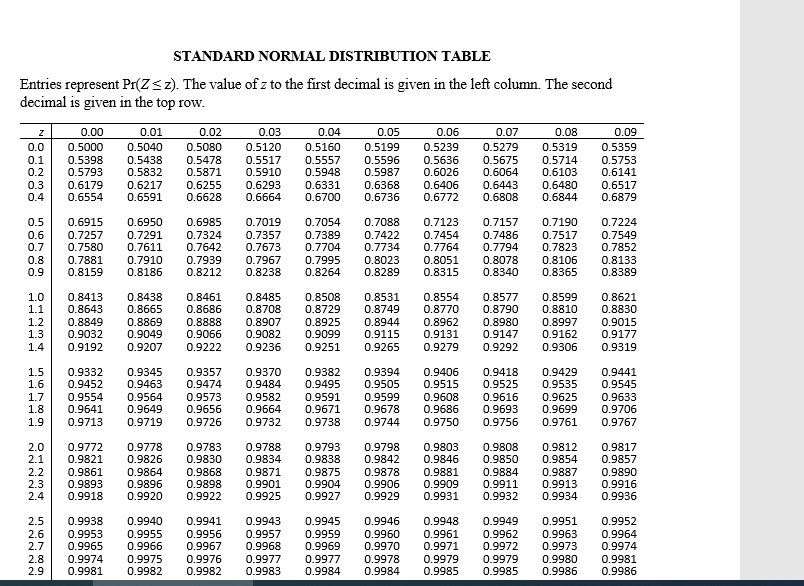 STANDARD NORMAL DISTRIBUTION TABLE
Entries represent Pr(Z ≤ z). The value of z to the first decimal is given in the left column. The second
decimal is given in the top row.
z 0.00 0.01 0.02 0.03 0.04 0.05 0.06 0.07 0.08 0.09
0.0 0.5000 0.5040 0.5080 0.5120 0.5160 0.5199 0.5239 0.5279 0.5319 0.5359
0.1 0.5398 0.5438 0.5478 0.5517 0.5557 0.5596 0.5636 0.5675 0.5714 0.5753
0.2 0.5793 0.5832 0.5871 0.5910 0.5948 0.5987 0.6026 0.6064 0.6103 0.6141
0.3 0.6179 0.6217 0.6255 0.6293 0.6331 0.6368 0.6406 0.6443 0.6480 0.6517
0.4 0.6554 0.6591 0.6628 0.6664 0.6700 0.6736 0.6772 0.6808 0.6844 0.6879
0.5 0.6915 0.6950 0.6985 0.7019 0.7054 0.7088 0.7123 0.7157 0.7190 0.7224
0.6 0.7257 0.7291 0.7324 0.7357 0.7389 0.7422 0.7454 0.7486 0.7517 0.7549
0.7 0.7580 0.7611 0.7642 0.7673 0.7704 0.7734 0.7764 0.7794 0.7823 0.7852
0.8 0.7881 0.7910 0.7939 0.7967 0.7995 0.8023 0.8051 0.8078 0.8106 0.8133
0.9 0.8159 0.8186 0.8212 0.8238 0.8264 0.8289 0.8315 0.8340 0.8365 0.8389
1.0 0.8413 0.8438 0.8461 0.8485 0.8508 0.8531 0.8554 0.8577 0.8599 0.8621
1.1 0.8643 0.8665 0.8686 0.8708 0.8729 0.8749 0.8770 0.8790 0.8810 0.8830
1.2 0.8849 0.8869 0.8888 0.8907 0.8925 0.8944 0.8962 0.8980 0.8997 0.9015
1.3 0.9032 0.9049 0.9066 0.9082 0.9099 0.9115 0.9131 0.9147 0.9162 0.9177
1.4 0.9192 0.9207 0.9222 0.9236 0.9251 0.9265 0.9279 0.9292 0.9306 0.9319
1.5 0.9332 0.9345 0.9357 0.9370 0.9382 0.9394 0.9406 0.9418 0.9429 0.9441
1.6 0.9452 0.9463 0.9474 0.9484 0.9495 0.9505 0.9515 0.9525 0.9535 0.9545
1.7 0.9554 0.9564 0.9573 0.9582 0.9591 0.9599 0.9608 0.9616 0.9625 0.9633
1.8 0.9641 0.9649 0.9656 0.9664 0.9671 0.9678 0.9686 0.9693 0.9699 0.9706
1.9 0.9713 0.9719 0.9726 0.9732 0.9738 0.9744 0.9750 0.9756 0.9761 0.9767
2.0 0.9772 0.9778 0.9783 0.9788 0.9793 0.9798 0.9803 0.9808 0.9812 0.9817
2.1 0.9821 0.9826 0.9830 0.9834 0.9838 0.9842 0.9846 0.9850 0.9854 0.9857
2.2 0.9861 0.9864 0.9868 0.9871 0.9875 0.9878 0.9881 0.9884 0.9887 0.9890
2.3 0.9893 0.9896 0.9898 0.9901 0.9904 0.9906 0.9909 0.9911 0.9913 0.9916
2.4 0.9918 0.9920 0.9922 0.9925 0.9927 0.9929 0.9931 0.9932 0.9934 0.9936
2.5 0.9938 0.9940 0.9941 0.9943 0.9945 0.9946 0.9948 0.9949 0.9951 0.9952
2.6 0.9953 0.9955 0.9956 0.9957 0.9959 0.9960 0.9961 0.9962 0.9963 0.9964
2.7 0.9965 0.9966 0.9967 0.9968 0.9969 0.9970 0.9971 0.9972 0.9973 0.9974
2.8 0.9974 0.9975 0.9976 0.9977 0.9977 0.9978 0.9979 0.9979 0.9980 0.9981
2.9 0.9981 0.9982 0.9982 0.9983 0.9984 0.9984 0.9985 0.9985 0.9986 0.9986